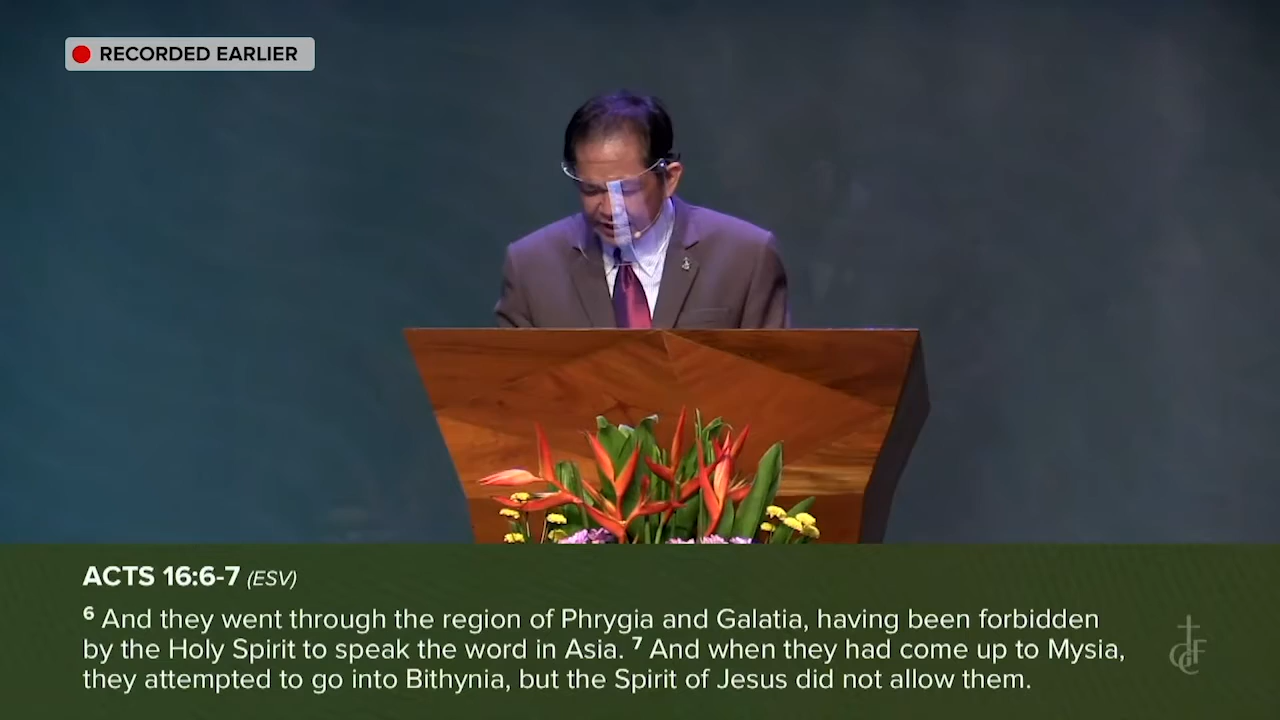 RECORDED EARLIER
ACTS 16:6-7 (ESV)
6 And they went through the region of Phrygia and Galatia, having been forbidden
by the Holy Spirit to speak the word in Asia. 7 And when they had come up to Mysia,
they attempted to go into Bithynia, but the Spirit of Jesus did not allow them.